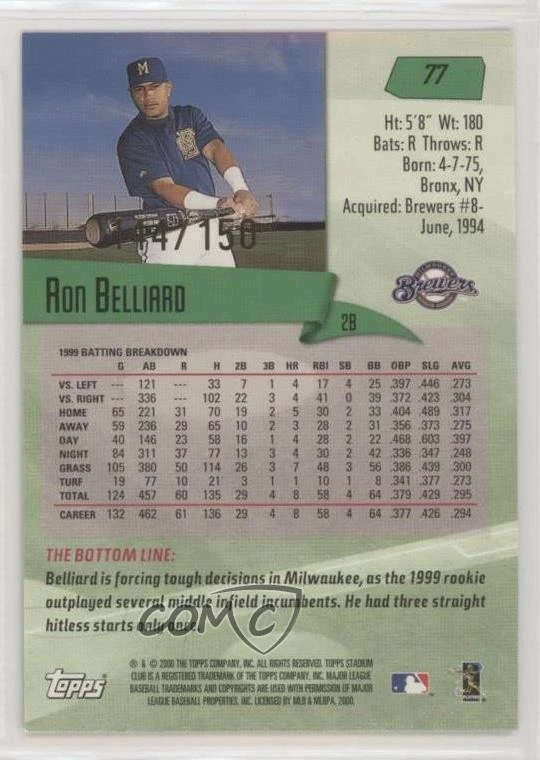 77
Ht: 5'8" Wt: 180
Bats: R Throws: R
Born: 4-7-75,
Bronx, NY
Acquired: Brewers #8-
June, 1994
M
/150
Brewers
RON BELLIARD
2B
1999 BATTING BREAKDOWN
G AB R H 2B 3B HR RBI SB BB OBP SLG AVG
VS. LEFT --- 121 --- 33 7 1 4 17 4 25 .397 .446 .273
VS. RIGHT --- 336 --- 102 22 3 4 41 0 39 .372 .423 .304
HOME 65 221 31 70 19 2 5 30 2 33 .404 .489 .317
AWAY 59 236 29 65 10 2 3 28 2 31 .356 .373 .275
DAY 40 146 23 58 16 1 4 28 2 22 .468 .603 .397
NIGHT 84 311 37 77 13 3 4 30 2 42 .336 .347 .248
GRASS 105 380 50 114 26 3 7 48 3 56 .386 .439 .300
TURF 19 77 10 21 3 1 1 10 1 8 .341 .377 .273
TOTAL 124 457 60 135 29 4 8 58 4 64 .379 .429 .295
CAREER 132 462 61 136 29 4 8 58 4 64 .377 .426 .294
THE BOTTOM LINE:
Belliard is forcing tough decisions in Milwaukee, as the 1999 rookie
outplayed several middle infield incumbents. He had three straight
hitless starts only once.
COMC
® & © 2000 THE TOPPS COMPANY, INC. ALL RIGHTS RESERVED. TOPPS STADIUM
CLUB IS A REGISTERED TRADEMARK OF THE TOPPS COMPANY, INC. MAJOR LEAGUE
BASEBALL TRADEMARKS AND COPYRIGHTS ARE USED WITH PERMISSION OF MAJOR
LEAGUE BASEBALL PROPERTIES, INC. LICENSED BY MLB & MLBPA, 2000.
TOPPS